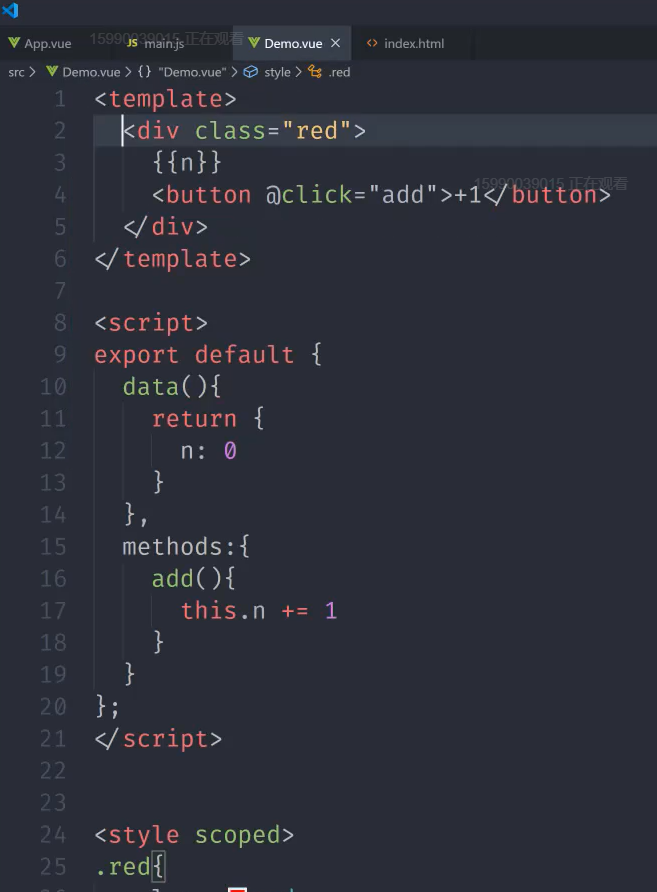 App.vue JS main.js Demo.vue × <> index.html
15990039015 正在观看
src > Demo.vue > {} "Demo.vue" > style > .red
1 <template>
2 <div class="red">
3 {{n}}
15990039015 正在观看
4 <button @click="add">+1</button>
5 </div>
6 </template>
7
8 <script>
9 export default {
10 data(){
11 return {
12 n: 0
13 }
14 },
15 methods:{
16 add(){
17 this.n += 1
18 }
19 }
20 };
21 </script>
22
23
24 <style scoped>
25 .red{